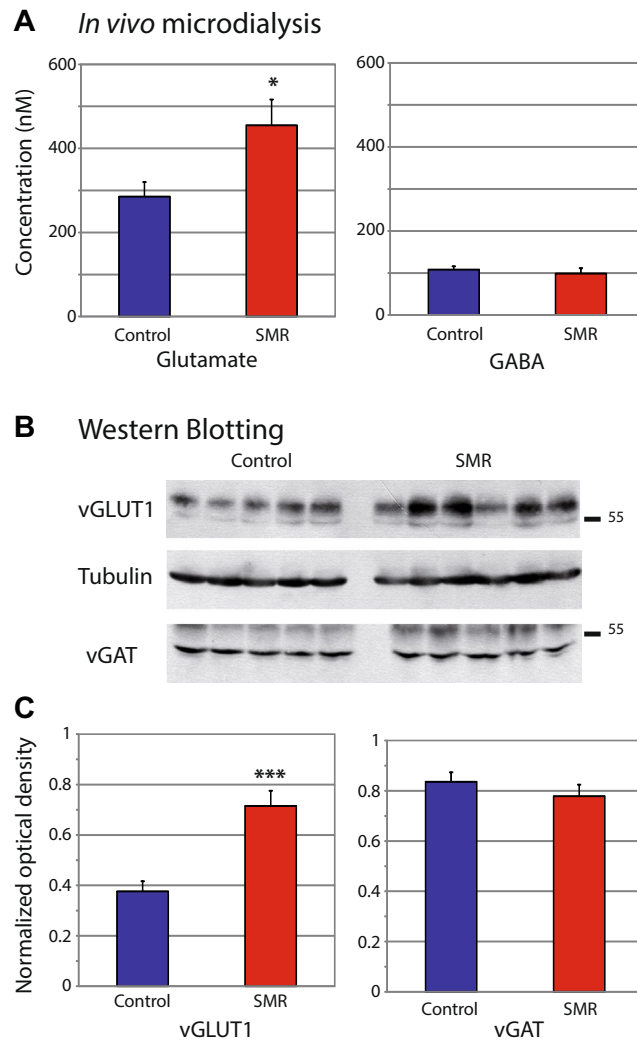 A In vivo microdialysis
Concentration (nM)
600
400
200
0
*
Control SMR
Glutamate
600
400
200
0
Control SMR
GABA
B Western Blotting
Control SMR
vGLUT1
55
Tubulin
55
vGAT
C
Normalized optical density
1
0.8
0.6
0.4
0.2
0
***
Control SMR
vGLUT1
1
0.8
0.6
0.4
0.2
0
Control SMR
vGAT